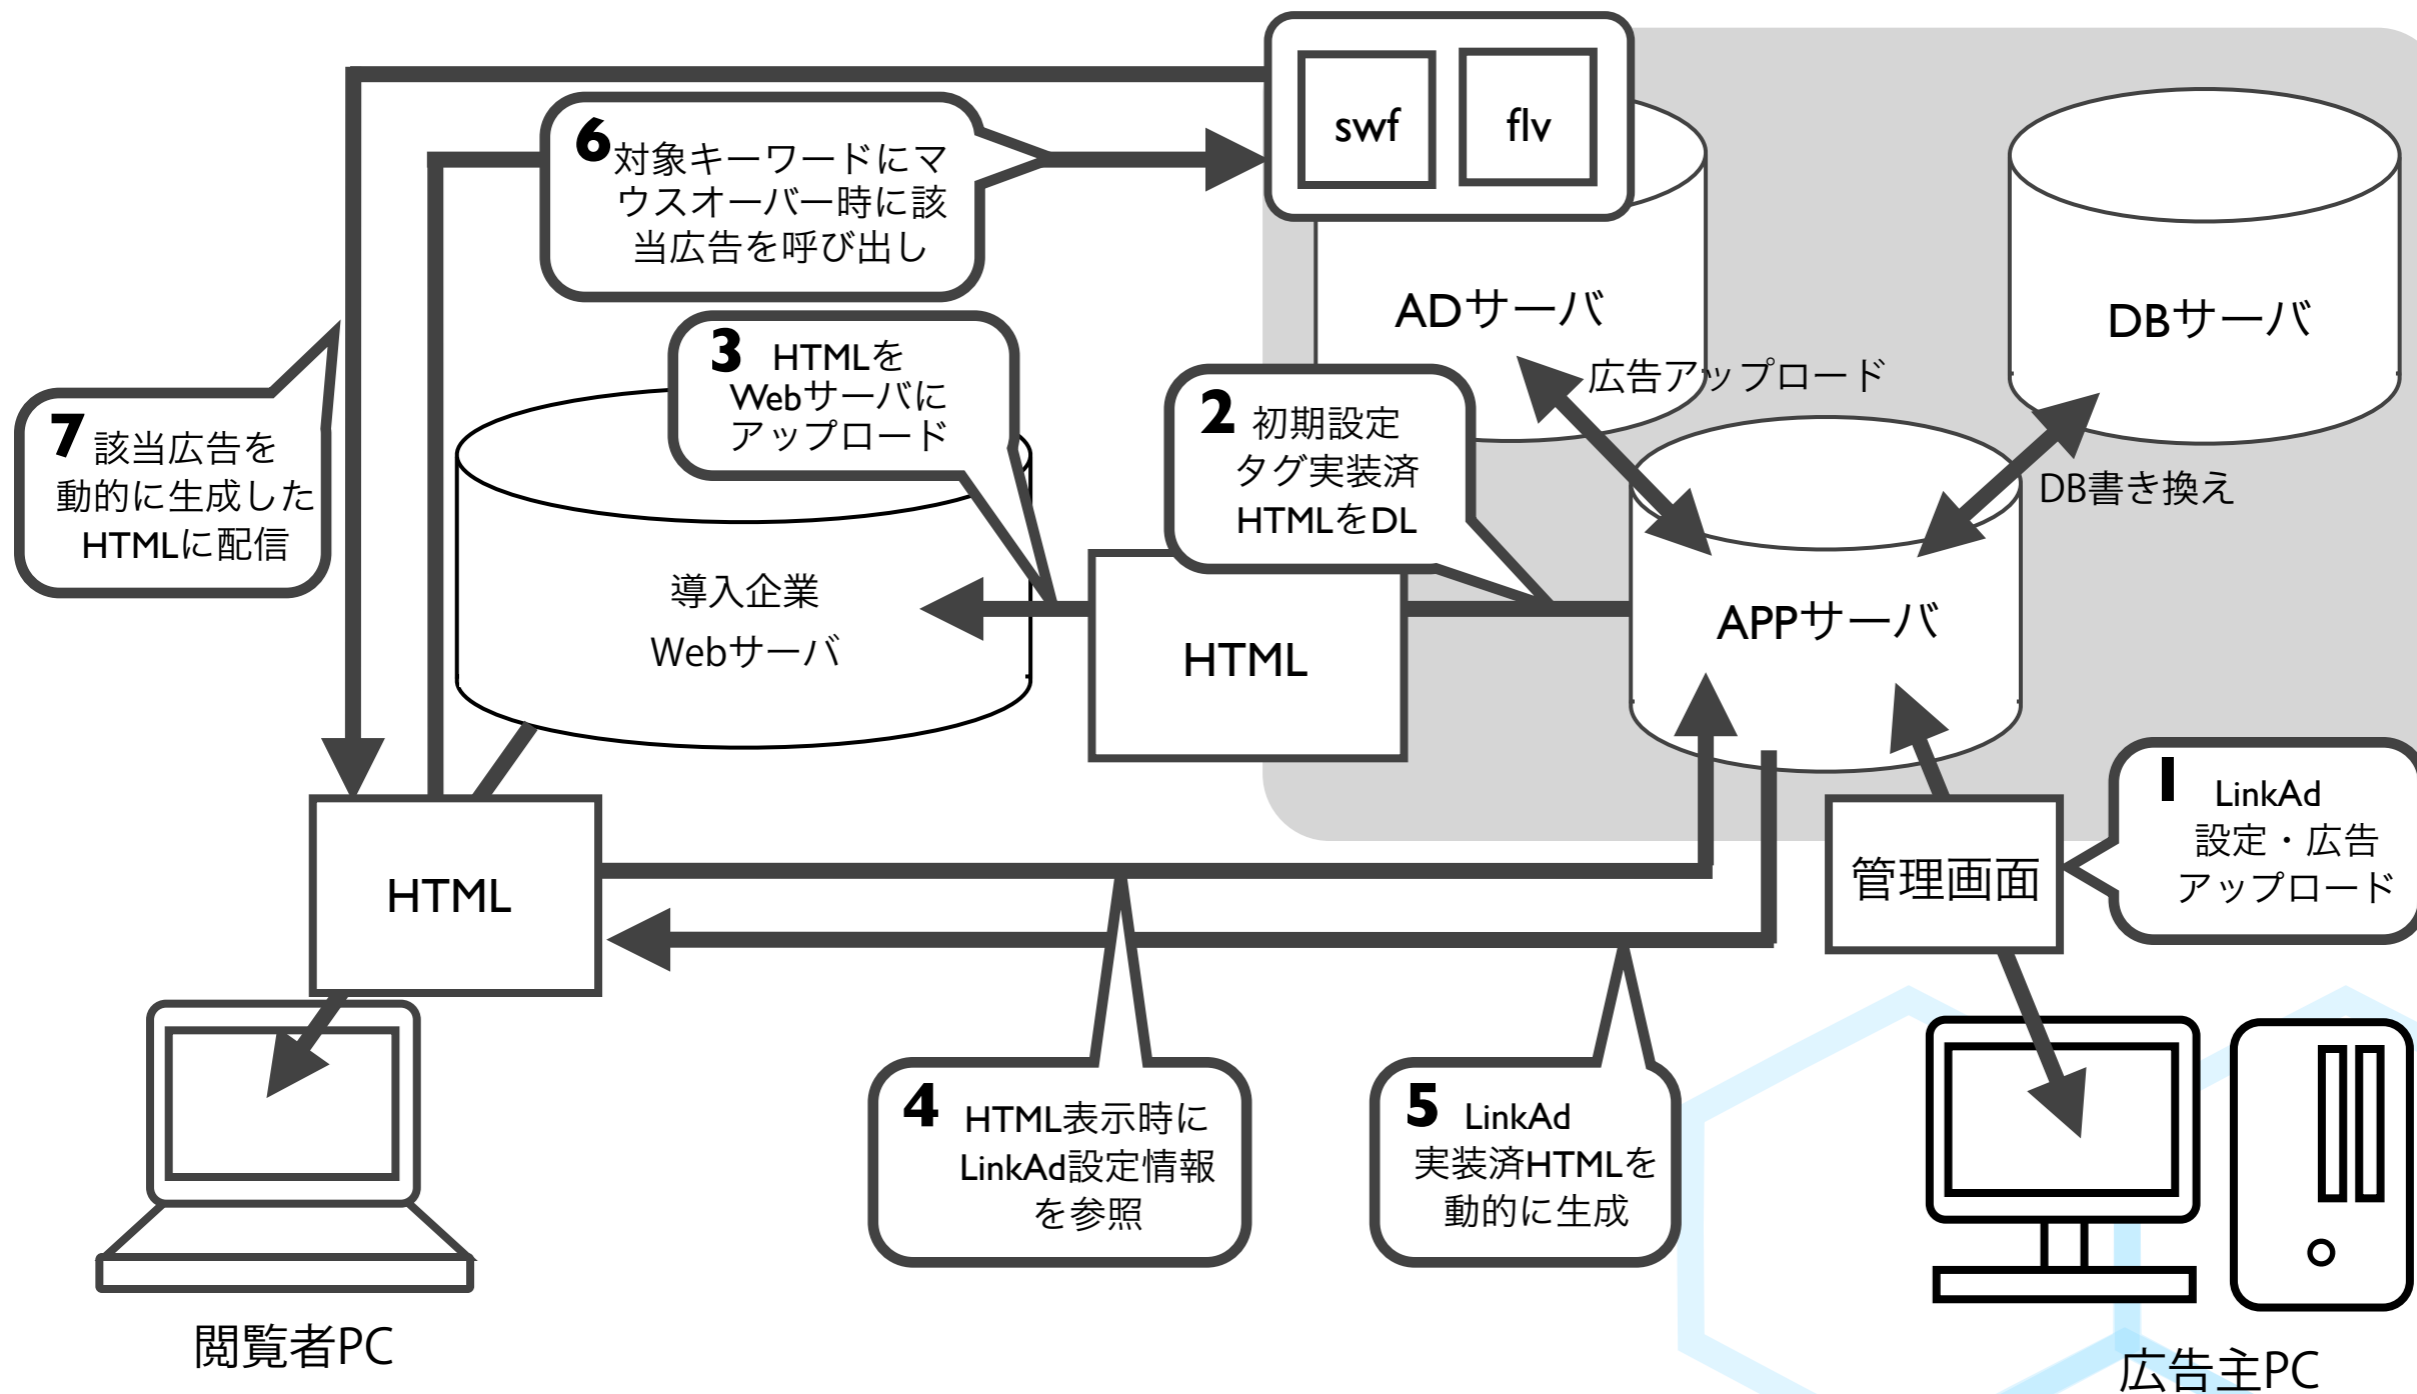 swf
flv
6 対象キーワードにマ
ウスオーバー時に該
当広告を呼び出し
ADサーバ
DBサーバ
3 HTMLを
Webサーバに
アップロード
広告アップロード
2 初期設定
タグ実装済
HTMLをDL
7 該当広告を
動的に生成した
HTMLに配信
DB書き換え
導入企業
Webサーバ
HTML
APPサーバ
1 LinkAd
設定・広告
アップロード
HTML
管理画面
4 HTML表示時に
LinkAd設定情報
を参照
5 LinkAd
実装済HTMLを
動的に生成
閲覧者PC
広告主PC